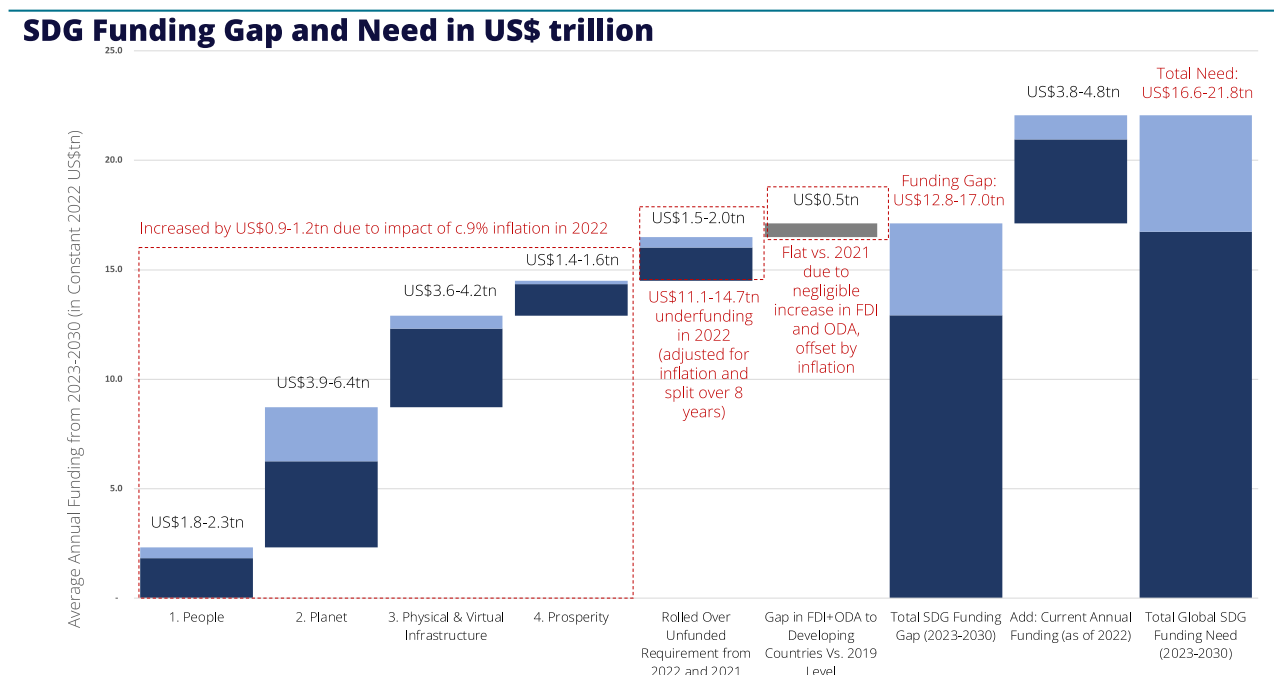 SDG Funding Gap and Need in US$ trillion
Average Annual Funding from 2023-2030 (in Constant 2022 US$tn)
25.0
20.0
15.0
10.0
5.0
-
Increased by US$0.9-1.2tn due to impact of c.9% inflation in 2022
US$1.8-2.3tn
US$3.9-6.4tn
US$3.6-4.2tn
US$1.4-1.6tn
US$1.5-2.0tn
US$11.1-14.7tn
underfunding
in 2022
(adjusted for
inflation and
split over 8
years)
US$0.5tn
Flat vs. 2021
due to
negligible
increase in FDI
and ODA,
offset by
inflation
Funding Gap:
US$12.8-17.0tn
US$3.8-4.8tn
Total Need:
US$16.6-21.8tn
1. People
2. Planet
3. Physical & Virtual
Infrastructure
4. Prosperity
Rolled Over
Unfunded
Requirement from
2022 and 2021
Gap in FDI+ODA to
Developing
Countries Vs. 2019
Level
Total SDG Funding
Gap (2023-2030)
Add: Current Annual
Funding (as of 2022)
Total Global SDG
Funding Need
(2023-2030)